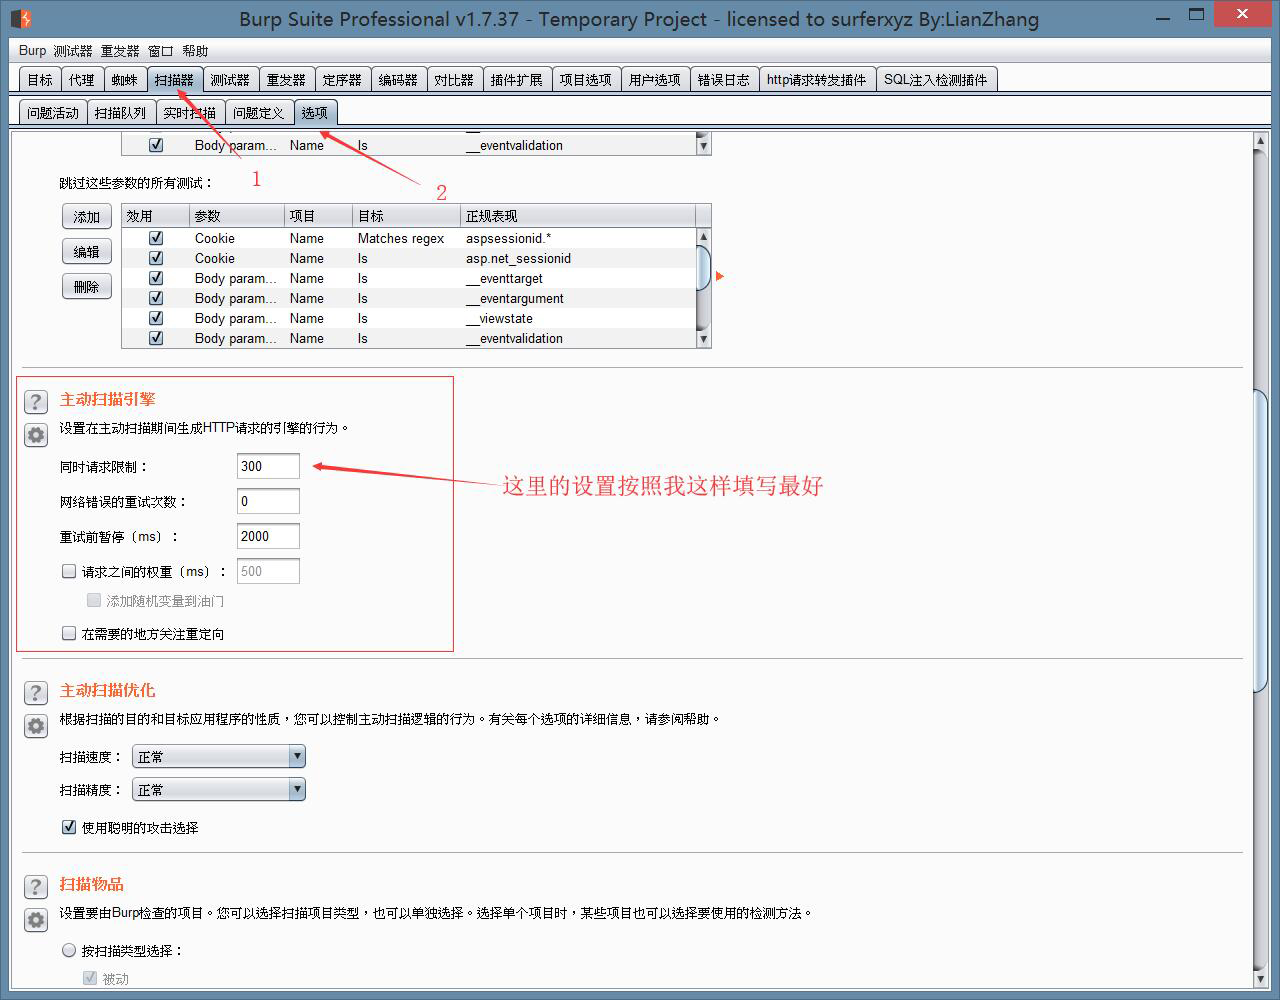 Burp Suite Professional v1.7.37 - Temporary Project - licensed to surferxyz By:LianZhang
Burp 测试器 重发器 窗口 帮助
目标 代理 蜘蛛 扫描器 测试器 重发器 定序器 编码器 对比器 插件扩展 项目选项 用户选项 错误日志 http请求转发插件 SQL注入检测插件
问题活动 扫描队列 实时扫描 问题定义 选项
Body param... Name Is __eventvalidation
1
2
跳过这些参数的所有测试：
添加
编辑
删除
效用 参数 项目 目标 正规表现
Cookie Name Matches regex aspsessionid.*
Cookie Name Is asp.net_sessionid
Body param... Name Is __eventtarget
Body param... Name Is __eventargument
Body param... Name Is __viewstate
Body param... Name Is __eventvalidation
? 主动扫描引擎
设置在主动扫描期间生成HTTP请求的引擎的行为。
同时请求限制： 300
这里的设置按照我这样填写最好
网络错误的重试次数： 0
重试前暂停（ms）： 2000
请求之间的权重（ms）： 500
添加随机变量到油门
在需要的地方关注重定向
? 主动扫描优化
根据扫描的目的和目标应用程序的性质，您可以控制主动扫描逻辑的行为。有关每个选项的详细信息，请参阅帮助。
扫描速度： 正常
扫描精度： 正常
使用聪明的攻击选择
? 扫描物品
设置要由Burp检查的项目。您可以选择扫描项目类型，也可以单独选择。选择单个项目时，某些项目也可以选择要使用的检测方法。
按扫描类型选择：
被动